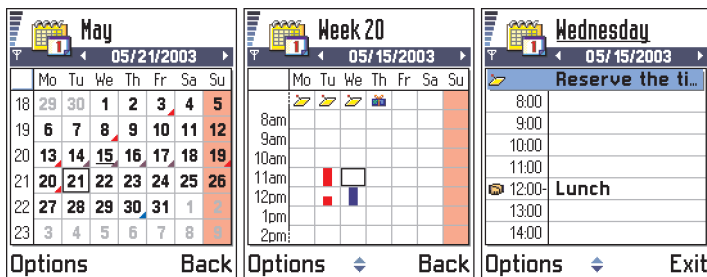 May
05/21/2003
Mo Tu We Th Fr Sa Su
18 29 30 1 2 3 4 5
19 6 7 8 9 10 11 12
20 13 14 15 16 17 18 19
21 20 21 22 23 24 25 26
22 27 28 29 30 31 1 2
23 3 4 5 6 7 8 9
Options Back
Week 20
05/15/2003
Mo Tu We Th Fr Sa Su
8am
9am
10am
11am
12pm
1pm
2pm
Options Back
Wednesday
05/15/2003
Reserve the ti...
8:00
9:00
10:00
11:00
12:00- Lunch
13:00
14:00
Options Exit